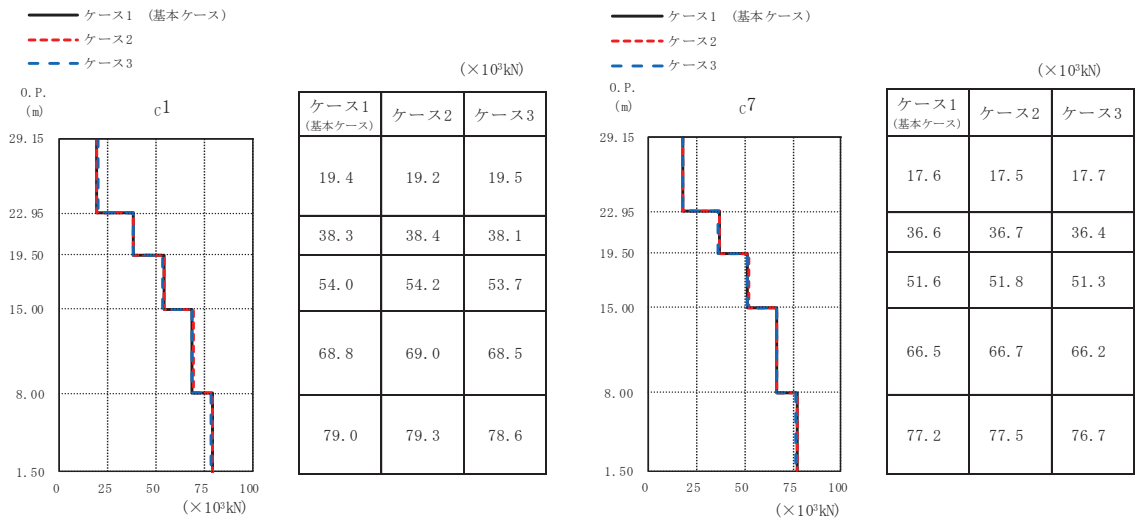 ケース1 (基本ケース)
ケース2
ケース3
O.P.
(m)
C1
29.15
22.95
19.50
15.00
8.00
1.50
0 25 50 75 100
(×10³kN)
(×10³kN)
ケース1
(基本ケース)
ケース2
ケース3
19.4 19.2 19.5
38.3 38.4 38.1
54.0 54.2 53.7
68.8 69.0 68.5
79.0 79.3 78.6
ケース1 (基本ケース)
ケース2
ケース3
O.P.
(m)
C7
29.15
22.95
19.50
15.00
8.00
1.50
0 25 50 75 100
(×10³kN)
(×10³kN)
ケース1
(基本ケース)
ケース2
ケース3
17.6 17.5 17.7
36.6 36.7 36.4
51.6 51.8 51.3
66.5 66.7 66.2
77.2 77.5 76.7